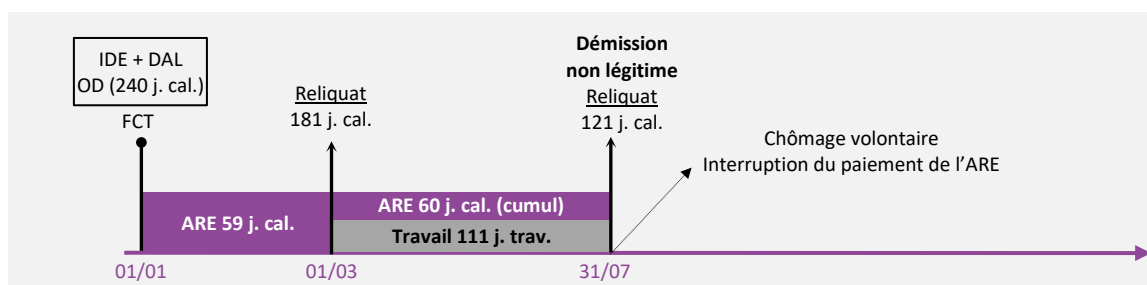 IDE + DAL
OD (240 j. cal.)
FCT
Reliquat
181 j. cal.
Démission
non légitime
Reliquat
121 j. cal.
Chômage volontaire
Interruption du paiement de l’ARE
ARE 59 j. cal.
ARE 60 j. cal. (cumul)
Travail 111 j. trav.
01/01
01/03
31/07